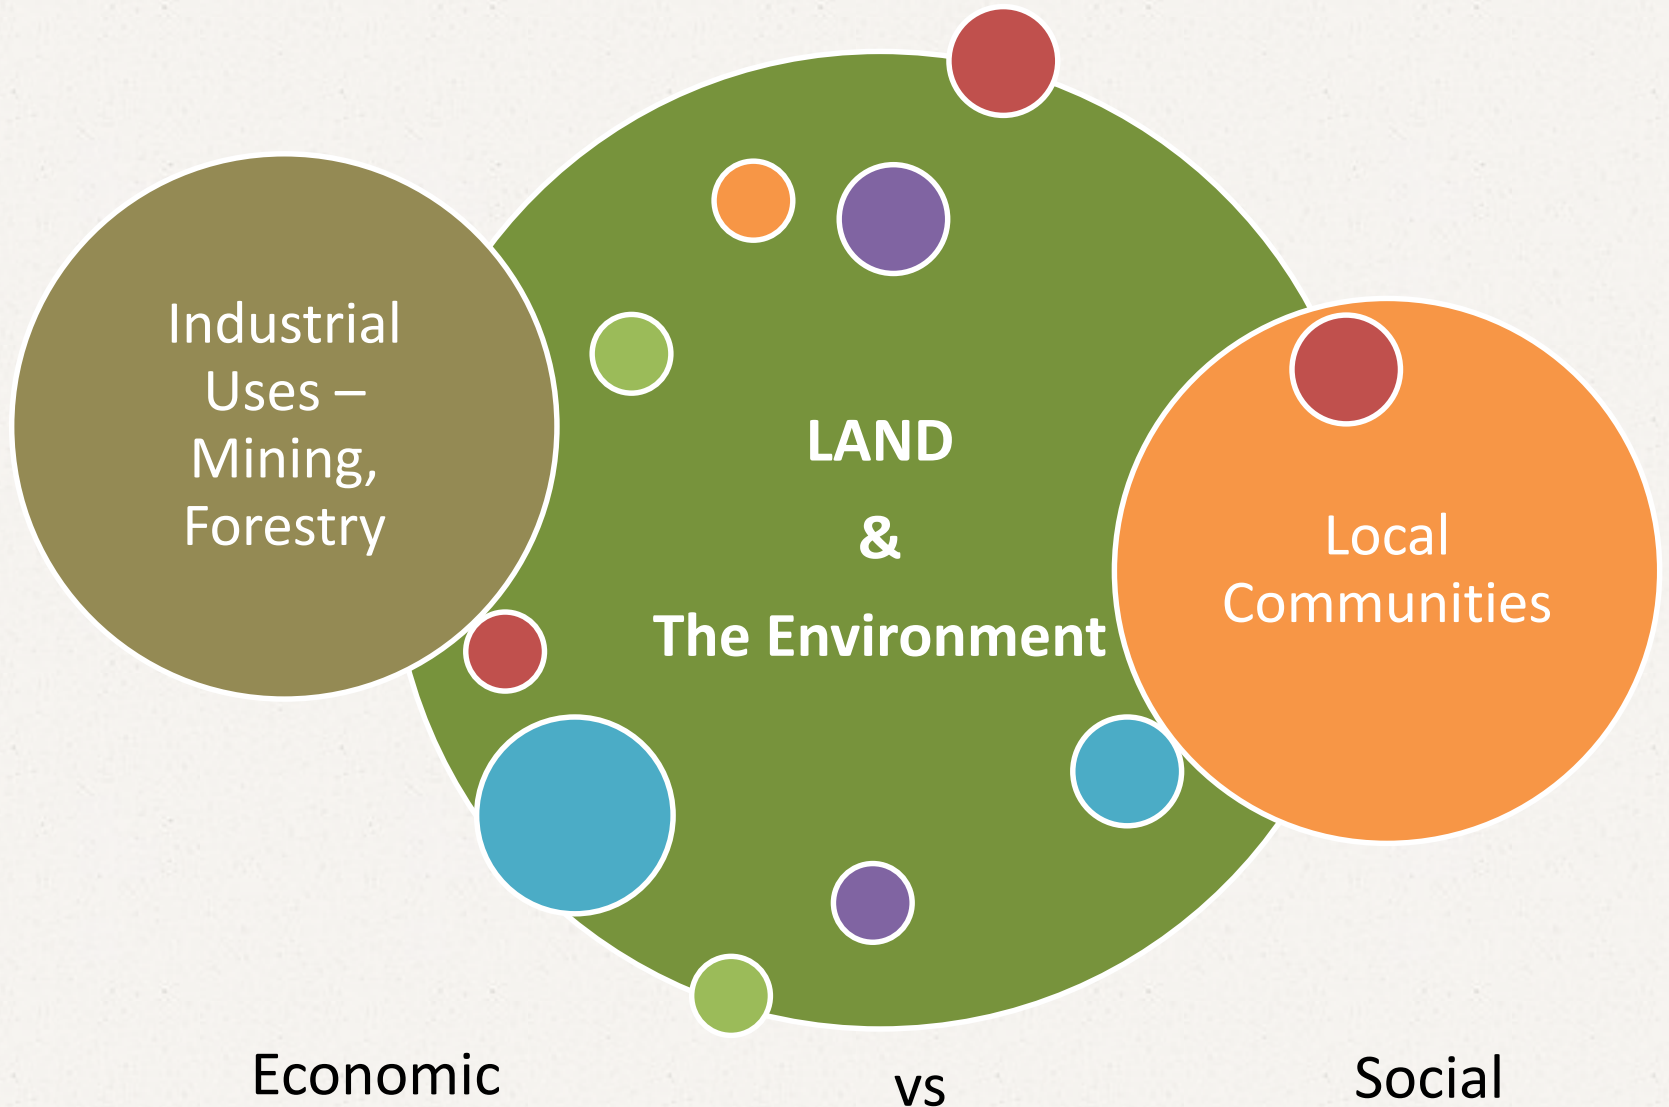 Industrial
Uses –
Mining,
Forestry
LAND
&
The Environment
Local
Communities
Economic
vs
Social